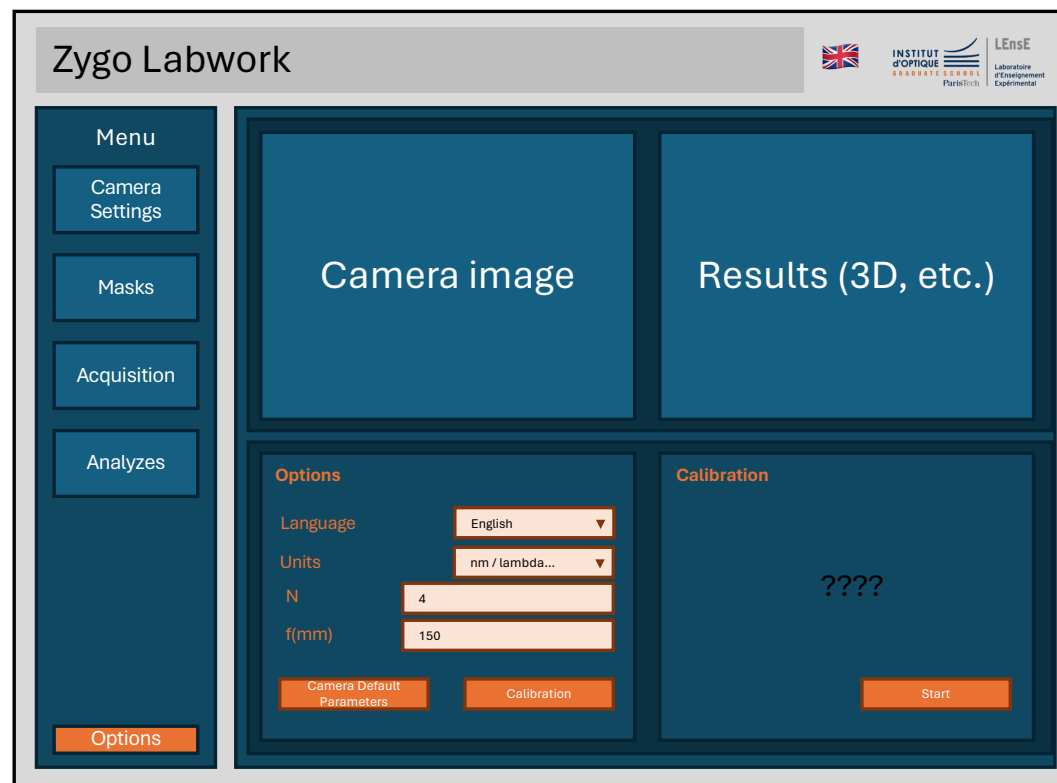 Zygo Labwork
INSTITUT
d'OPTIQUE
GRADUATE SCHOOL
ParisTech
LEnsE
Laboratoire
d'Enseignement
Expérimental
Menu
Camera
Settings
Masks
Acquisition
Analyzes
Options
Camera image
Results (3D, etc.)
Options
Language
English ▼
Units
nm / lambda... ▼
N
4
f(mm)
150
Camera Default
Parameters
Calibration
Calibration
????
Start